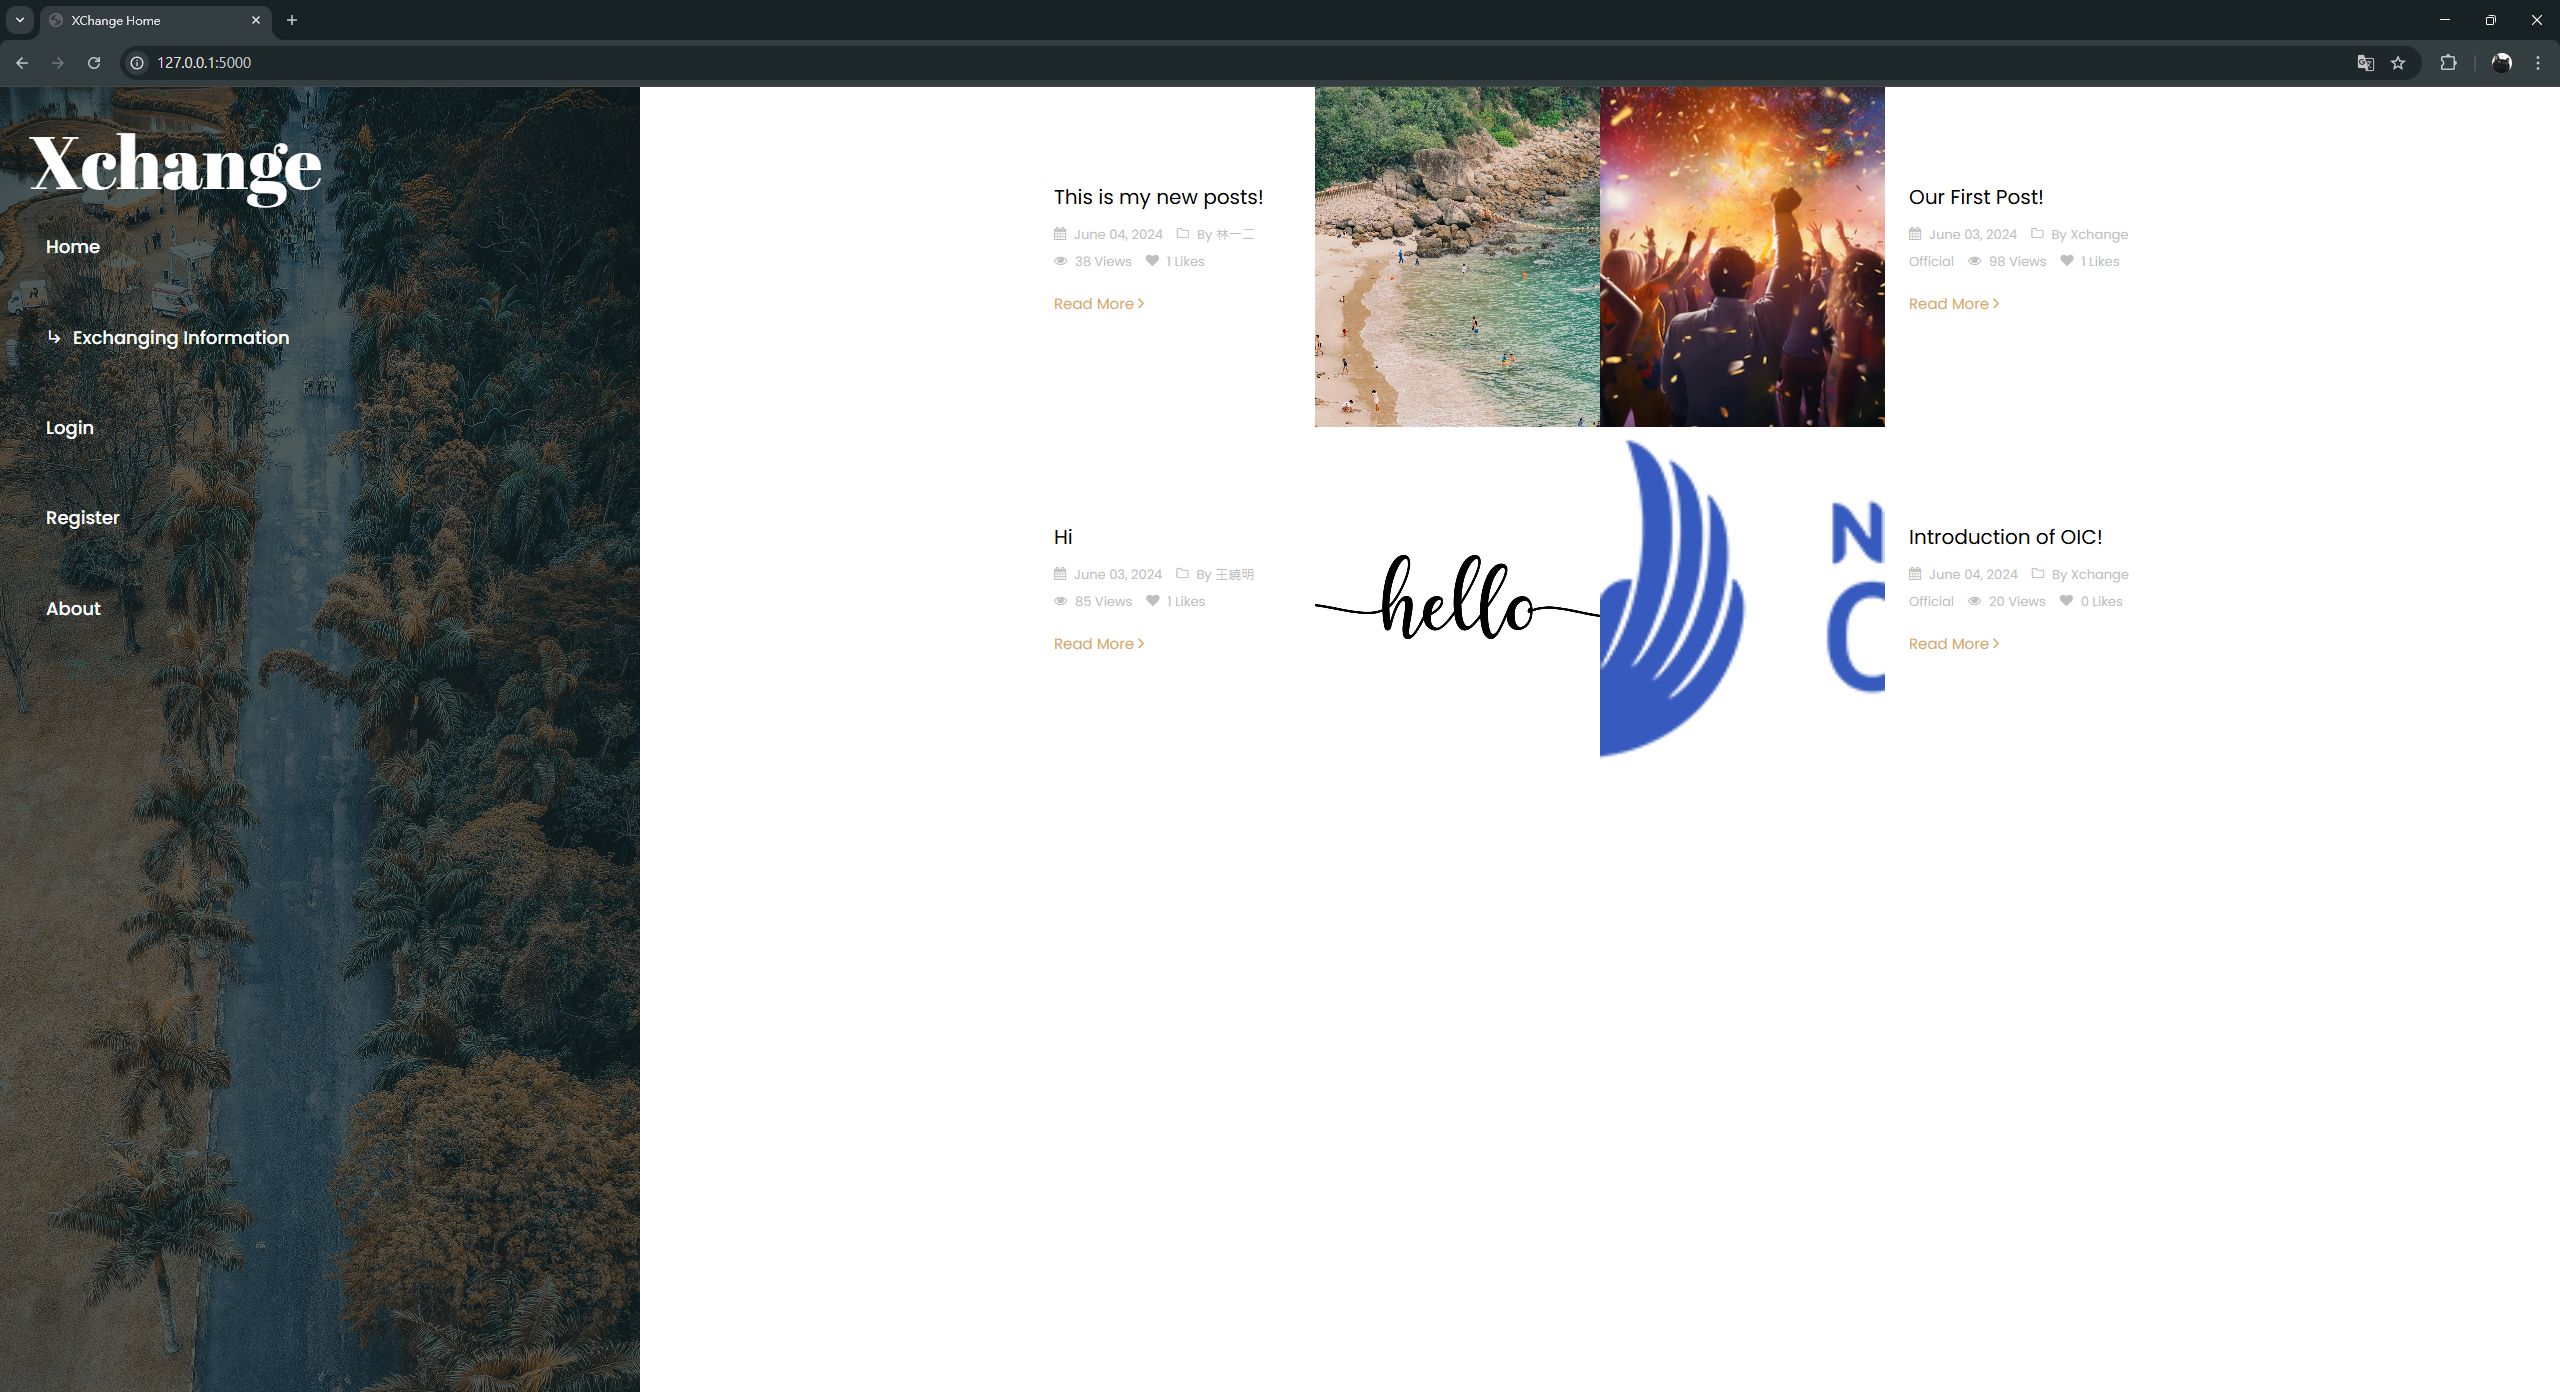 XChange Home
127.0.0.1:5000
Xchange
Home
Exchanging Information
Login
Register
About
This is my new posts!
June 04, 2024 By 林一二
38 Views 1 Likes
Read More
Our First Post!
June 03, 2024 By Xchange
Official 98 Views 1 Likes
Read More
Hi
June 03, 2024 By 王曉明
85 Views 1 Likes
Read More
hello
N
C
Introduction of OIC!
June 04, 2024 By Xchange
Official 20 Views 0 Likes
Read More